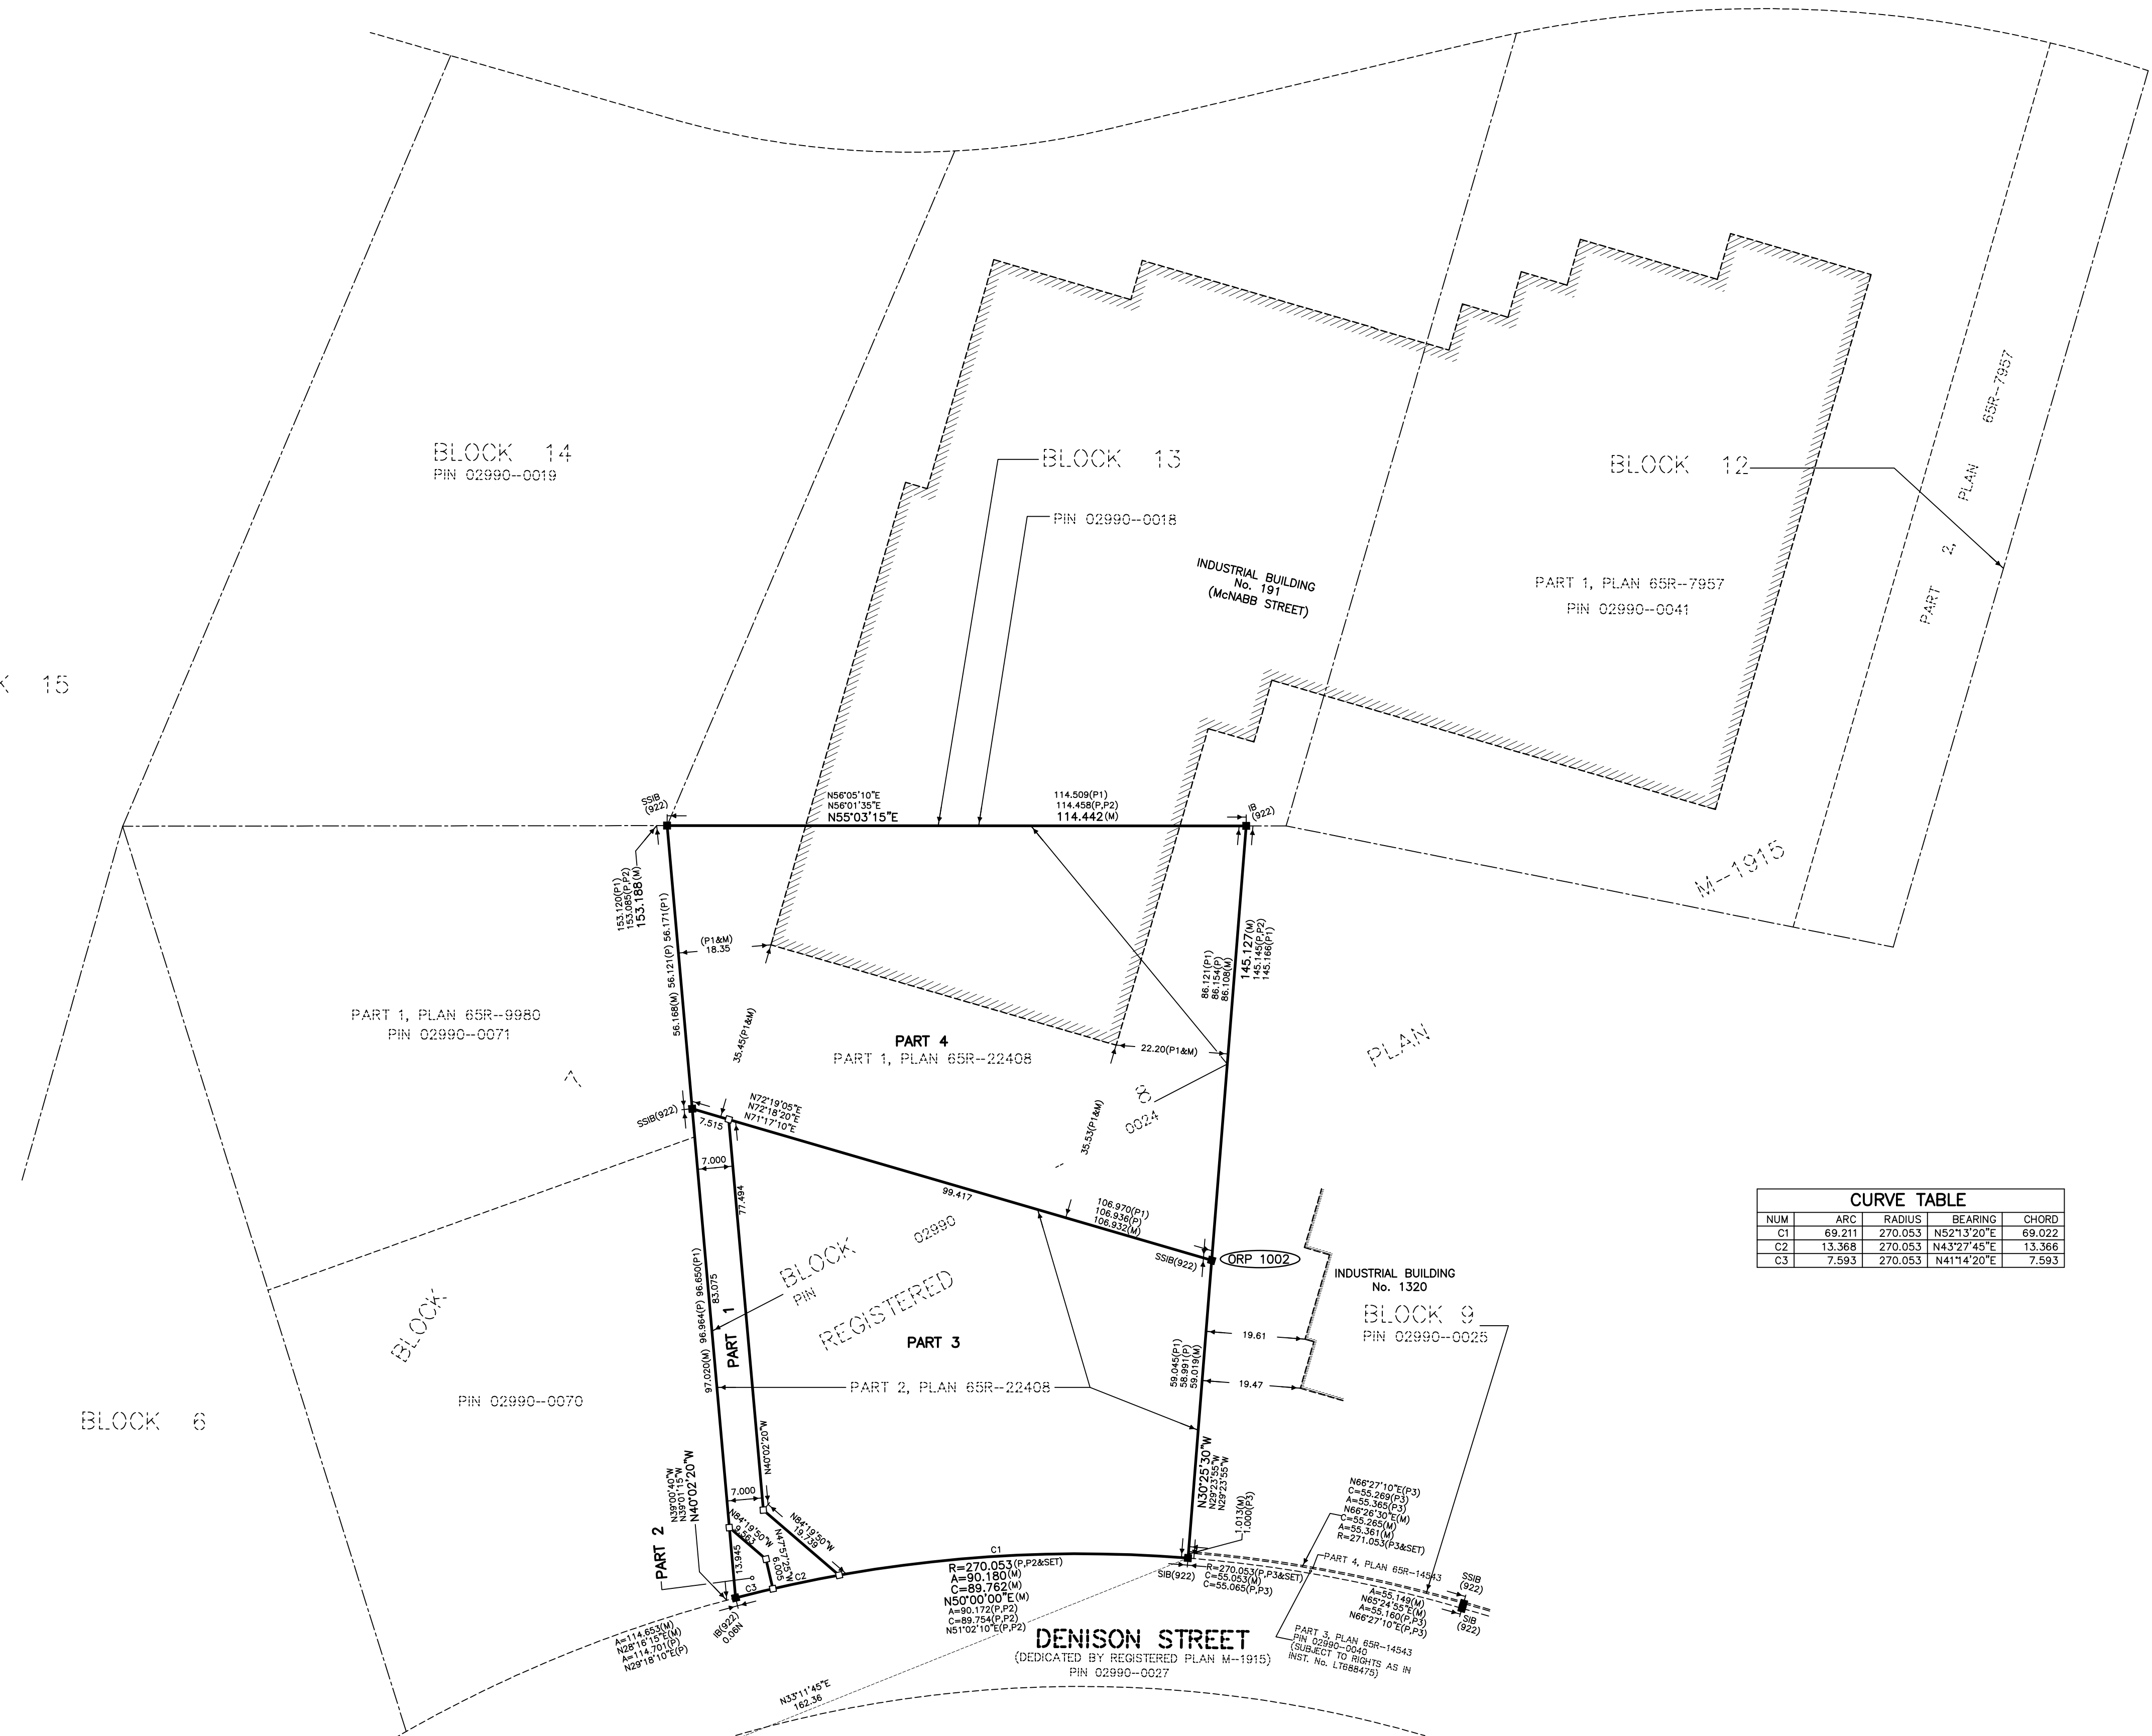 BLOCK 14
PIN 02990-0019
BLOCK 13
PIN 02990-0018
BLOCK 12
PLAN 65R-7957
PART 2,
INDUSTRIAL BUILDING
No. 191
(McNABB STREET)
PART 1, PLAN 65R-7957
PIN 02990-0041
15
SSIB
(922)
N56°05'10"E
N56°01'35"E
N55°03'15"E
114.509(P1)
114.458(P,P2)
114.442(M)
IB
(922)
M-1915
153.120(P1)
153.085(P,P2)
153.188(M)
56.168(M) 56.121(P) 56.171(P1)
(P1&M)
18.35
86.121(P1)
86.154(P)
86.108(M)
145.127(M)
145.145(P,P2)
145.166(P1)
PART 1, PLAN 65R-9980
PIN 02990-0071
7
35.45(P1&M)
PART 4
PART 1, PLAN 65R-22408
22.20(P1&M)
PLAN
8
0024
35.53(P1&M)
SSIB(922)
7.515
N72°19'05"E
N72°18'20"E
N71°17'10"E
7.000
77.494
99.417
106.970(P1)
106.936(P)
106.932(M)
SSIB(922)
ORP 1002
INDUSTRIAL BUILDING
No. 1320
BLOCK 9
PIN 02990-0025
CURVE TABLE
NUM ARC RADIUS BEARING CHORD
C1 69.211 270.053 N52°13'20"E 69.022
C2 13.368 270.053 N43°27'45"E 13.366
C3 7.593 270.053 N41°14'20"E 7.593
BLOCK
02990
PIN
REGISTERED
97.020(M) 96.964(P) 96.650(P1)
83.075
PART 1
PART 3
PART 2, PLAN 65R-22408
59.045(P1)
58.991(P)
59.019(M)
19.61
19.47
BLOCK
PIN 02990-0070
BLOCK 6
N40°02'20"W
7.000
N39°00'40"W
N39°01'15"W
N40°02'20"W
PART 2
N84°19'50"W
9.563
N84°19'50"W
19.739
N47°57'25"W
6.005
13.945
C3
C2
C1
N30°25'30"W
N29°23'55"W
N29°23'55"W
1.013(M)
1.000(P3)
N66°27'10"E(P3)
C=55.269(P3)
A=55.365(P3)
N66°26'30"E(M)
C=55.265(M)
A=55.361(M)
R=271.053(P3&SET)
PART 4, PLAN 65R-14543
SSIB
(922)
SIB
(922)
R=270.053(P,P2&SET)
A=90.180(M)
C=89.762(M)
N50°00'00"E(M)
A=90.172(P,P2)
C=89.754(P,P2)
N51°02'10"E(P,P2)
SIB(922)
R=270.053(P,P3&SET)
C=55.053(M)
C=55.065(P,P3)
A=55.149(M)
N65°24'55"E(M)
A=55.160(P,P3)
N66°27'10"E(P,P3)
IB(922)
0.06N
A=114.653(M)
N28°16'15"E(M)
A=114.701(P)
N29°18'10"E(P)
DENISON STREET
(DEDICATED BY REGISTERED PLAN M-1915)
PIN 02990-0027
PART 3, PLAN 65R-14543
PIN 02990-0040
(SUBJECT TO RIGHTS AS IN
INST. No. LT688475)
N33°11'45"E
162.36